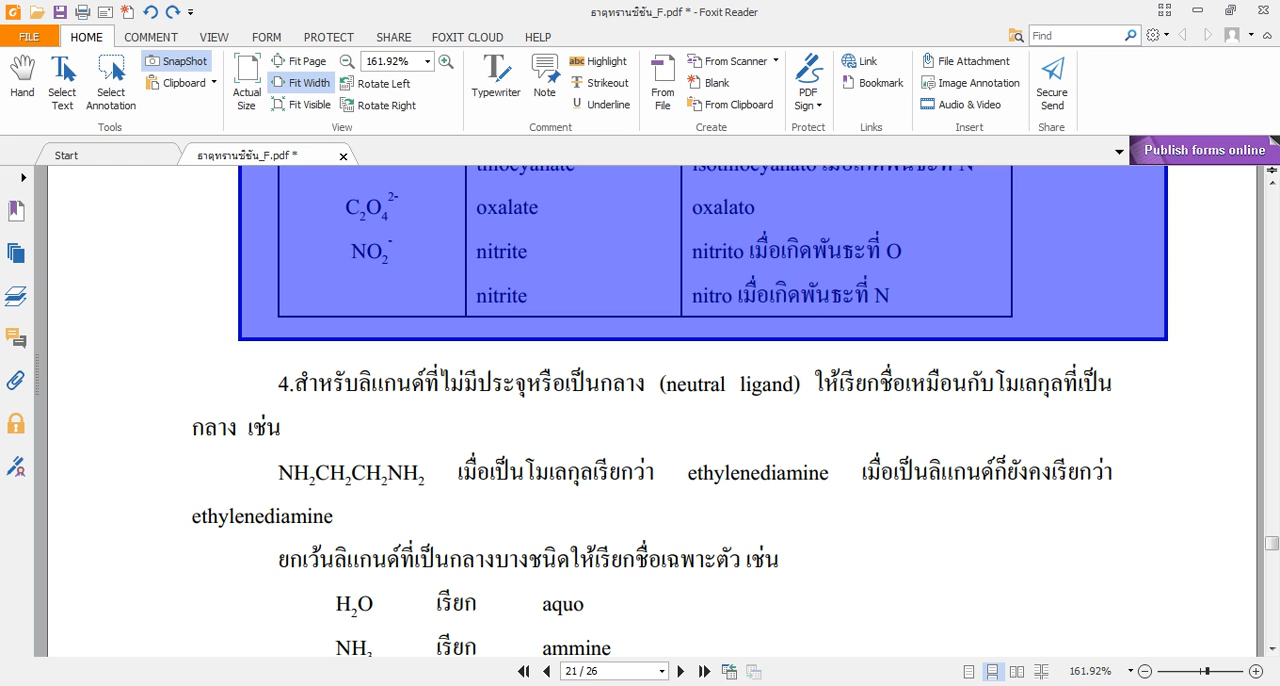 ธาตุทรานซิชัน_F.pdf * - Foxit Reader
FILE HOME COMMENT VIEW FORM PROTECT SHARE FOXIT CLOUD HELP Find
Hand
Select Text
Select Annotation
SnapShot
Clipboard
Tools
Actual Size
Fit Page
Fit Width
Fit Visible
161.92%
Rotate Left
Rotate Right
View
Typewriter
Note
Highlight
Strikeout
Underline
Comment
From File
From Scanner
Blank
From Clipboard
Create
PDF Sign
Protect
Link
Bookmark
Links
File Attachment
Image Annotation
Audio & Video
Insert
Secure Send
Share
Start ธาตุทรานซิชัน_F.pdf * Publish forms online
thiocyanate isothiocyanato เมื่อเกิดพันธะที่ N
C₂O₄²⁻ oxalate oxalato
NO₂⁻ nitrite nitrito เมื่อเกิดพันธะที่ O
nitrite nitro เมื่อเกิดพันธะที่ N
4.สำหรับลิแกนด์ที่ไม่มีประจุหรือเป็นกลาง (neutral ligand) ให้เรียกชื่อเหมือนกับโมเลกุลที่เป็น
กลาง เช่น
NH₂CH₂CH₂NH₂ เมื่อเป็นโมเลกุลเรียกว่า ethylenediamine เมื่อเป็นลิแกนด์ก็ยังคงเรียกว่า
ethylenediamine
ยกเว้นลิแกนด์ที่เป็นกลางบางชนิดให้เรียกชื่อเฉพาะตัว เช่น
H₂O เรียก aquo
NH₃ เรียก ammine
21 / 26 161.92%